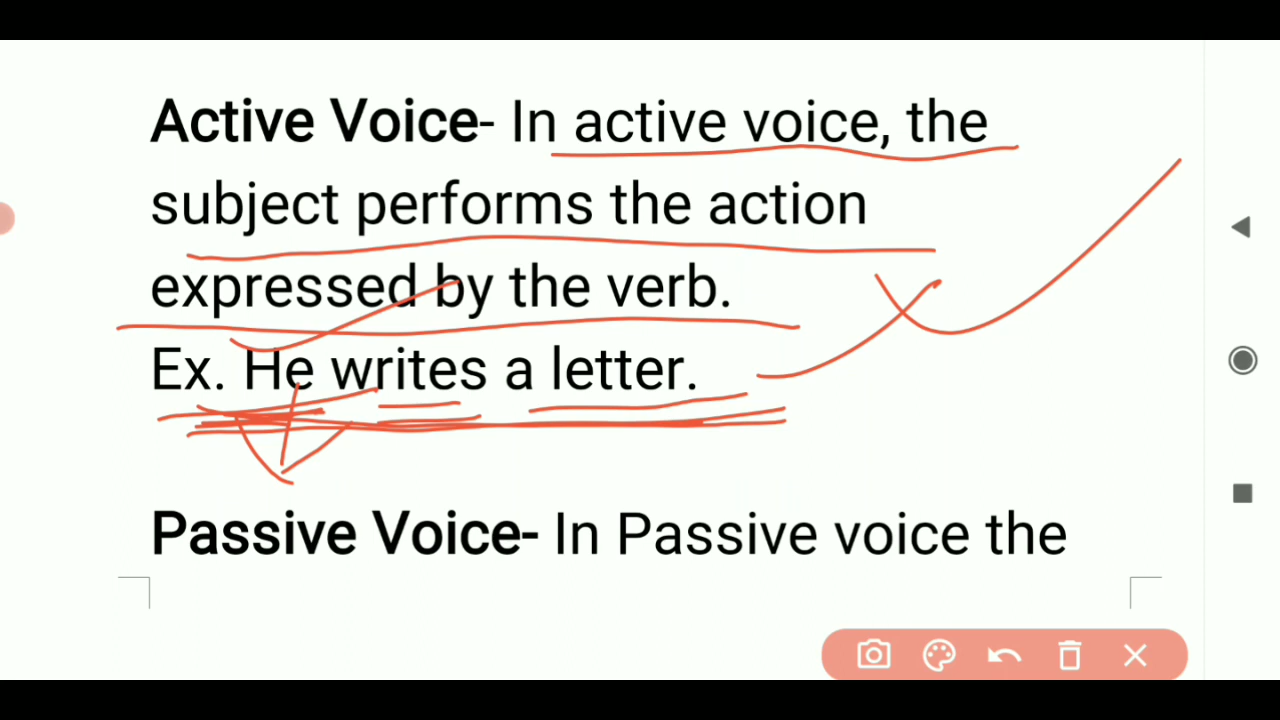 Active Voice- In active voice, the
subject performs the action
expressed by the verb.
Ex. He writes a letter.
Passive Voice- In Passive voice the